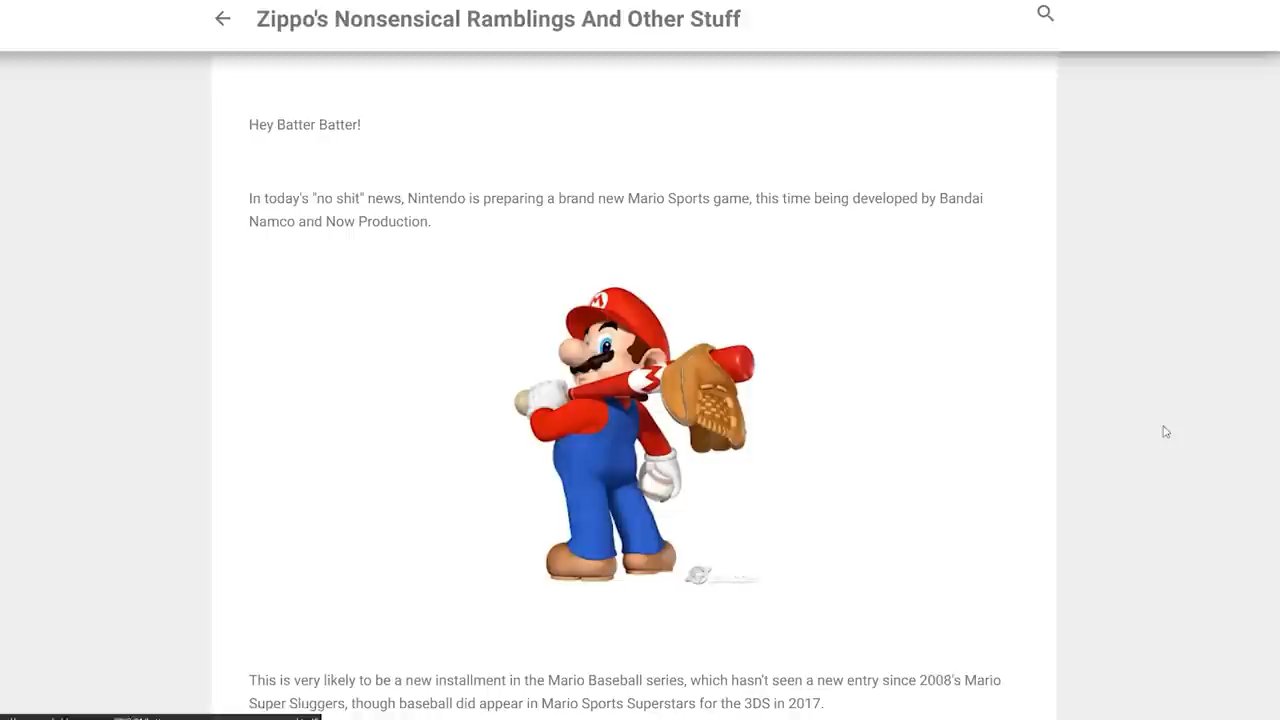 Zippo's Nonsensical Ramblings And Other Stuff
Hey Batter Batter!
In today's "no shit" news, Nintendo is preparing a brand new Mario Sports game, this time being developed by Bandai
Namco and Now Production.
M
This is very likely to be a new installment in the Mario Baseball series, which hasn't seen a new entry since 2008's Mario
Super Sluggers, though baseball did appear in Mario Sports Superstars for the 3DS in 2017.